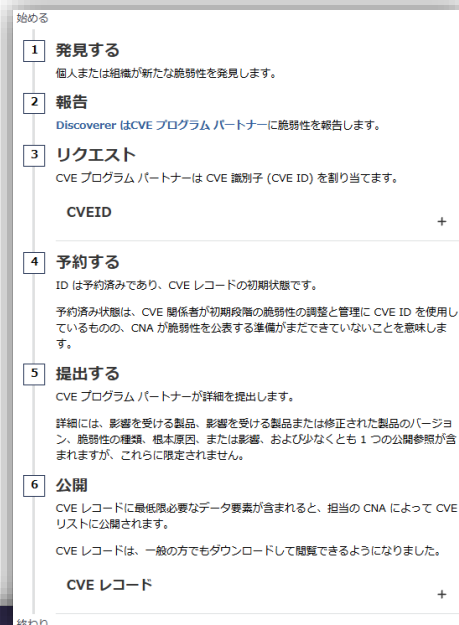 始める
1 発見する
個人または組織が新たな脆弱性を発見します。
2 報告
Discoverer はCVE プログラム パートナーに脆弱性を報告します。
3 リクエスト
CVE プログラム パートナーは CVE 識別子 (CVE ID) を割り当てます。
CVEID
+
4 予約する
ID は予約済みであり、CVE レコードの初期状態です。
予約済み状態は、CVE 関係者が初期段階の脆弱性の調整と管理に CVE ID を使用し
ているものの、CNA が脆弱性を公表する準備がまだできていないことを意味しま
す。
5 提出する
CVE プログラム パートナーが詳細を提出します。
詳細には、影響を受ける製品、影響を受ける製品または修正された製品のバージョ
ン、脆弱性の種類、根本原因、または影響、および少なくとも 1 つの公開参照が含
まれますが、これらに限定されません。
6 公開
CVE レコードに最低限必要なデータ要素が含まれると、担当の CNA によって CVE
リストに公開されます。
CVE レコードは、一般の方でもダウンロードして閲覧できるようになりました。
CVE レコード
+
終わり